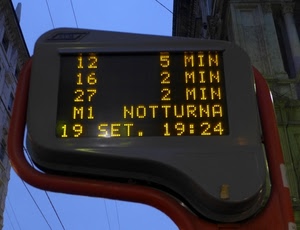 12 5 MIN
16 2 MIN
27 2 MIN
M1 NOTTURNA
19 SET. 19:24